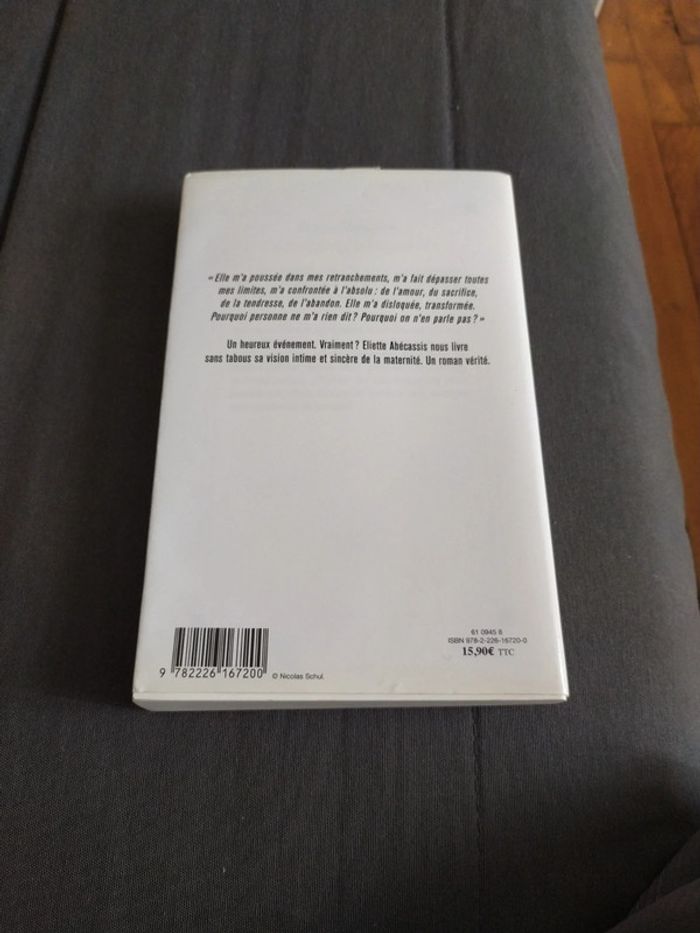 « Elle m'a poussée dans mes retranchements, m'a fait dépasser toutes
mes limites, m'a confrontée à l'absolu : de l'amour, du sacrifice,
de la tendresse, de l'abandon. Elle m'a disloquée, transformée.
Pourquoi personne ne m'a rien dit ? Pourquoi on n'en parle pas ? »
Un heureux événement. Vraiment ? Eliette Abécassis nous livre
sans tabous sa vision intime et sincère de la maternité. Un roman vérité.
61 0945 8
ISBN 978-2-226-16720-0
15,90€ TTC
9 782226 167200
© Nicolas Schul.